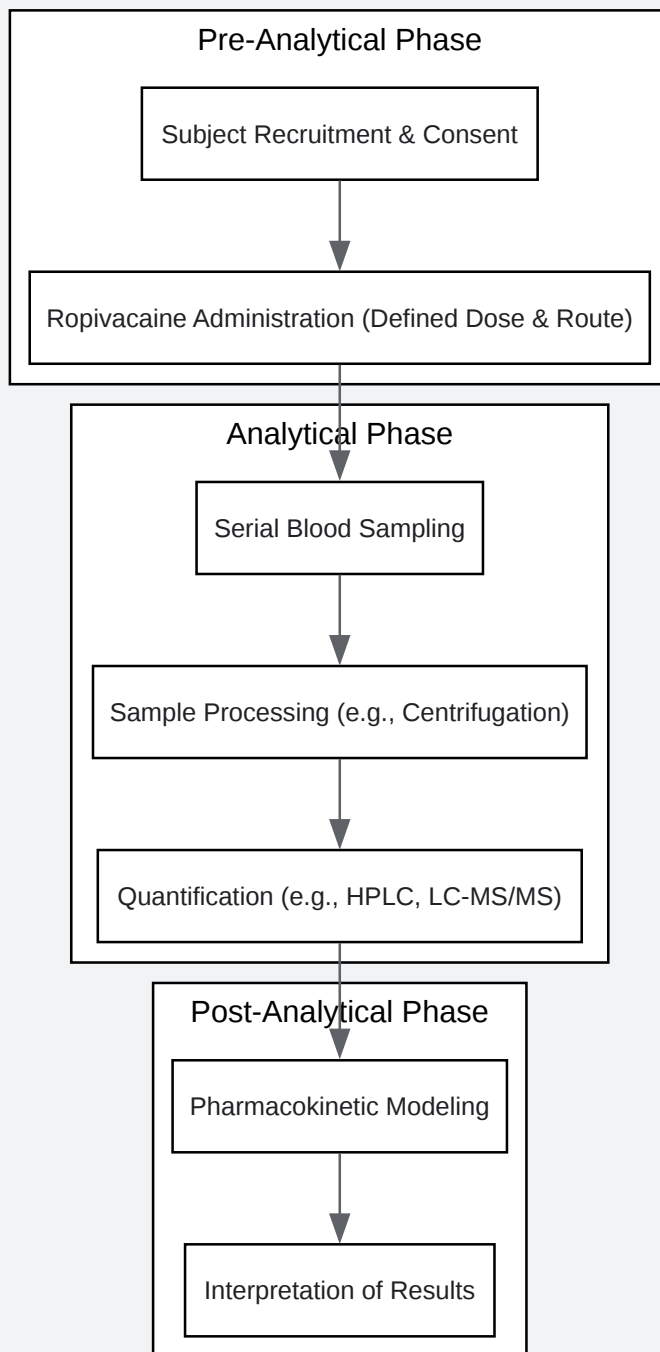 Pre-Analytical Phase
Subject Recruitment & Consent
Ropivacaine Administration (Defined Dose & Route)
Analytical Phase
Serial Blood Sampling
Sample Processing (e.g., Centrifugation)
Quantification (e.g., HPLC, LC-MS/MS)
Post-Analytical Phase
Pharmacokinetic Modeling
Interpretation of Results